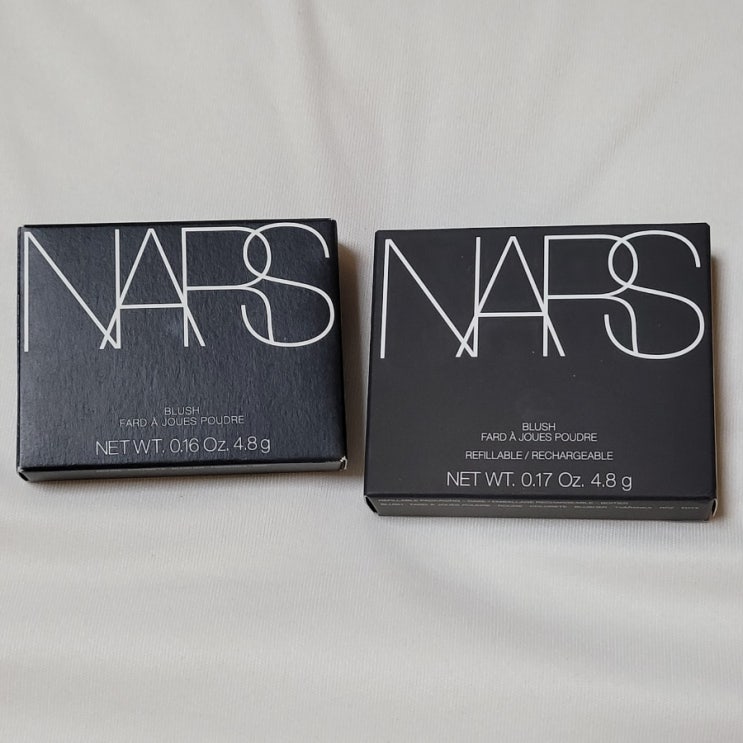 NARS
BLUSH
FARD À JOUES POUDRE
NET WT. 0.16 Oz. 4.8 g
NARS
BLUSH
FARD À JOUES POUDRE
REFILLABLE / RECHARGEABLE
NET WT. 0.17 Oz. 4.8 g